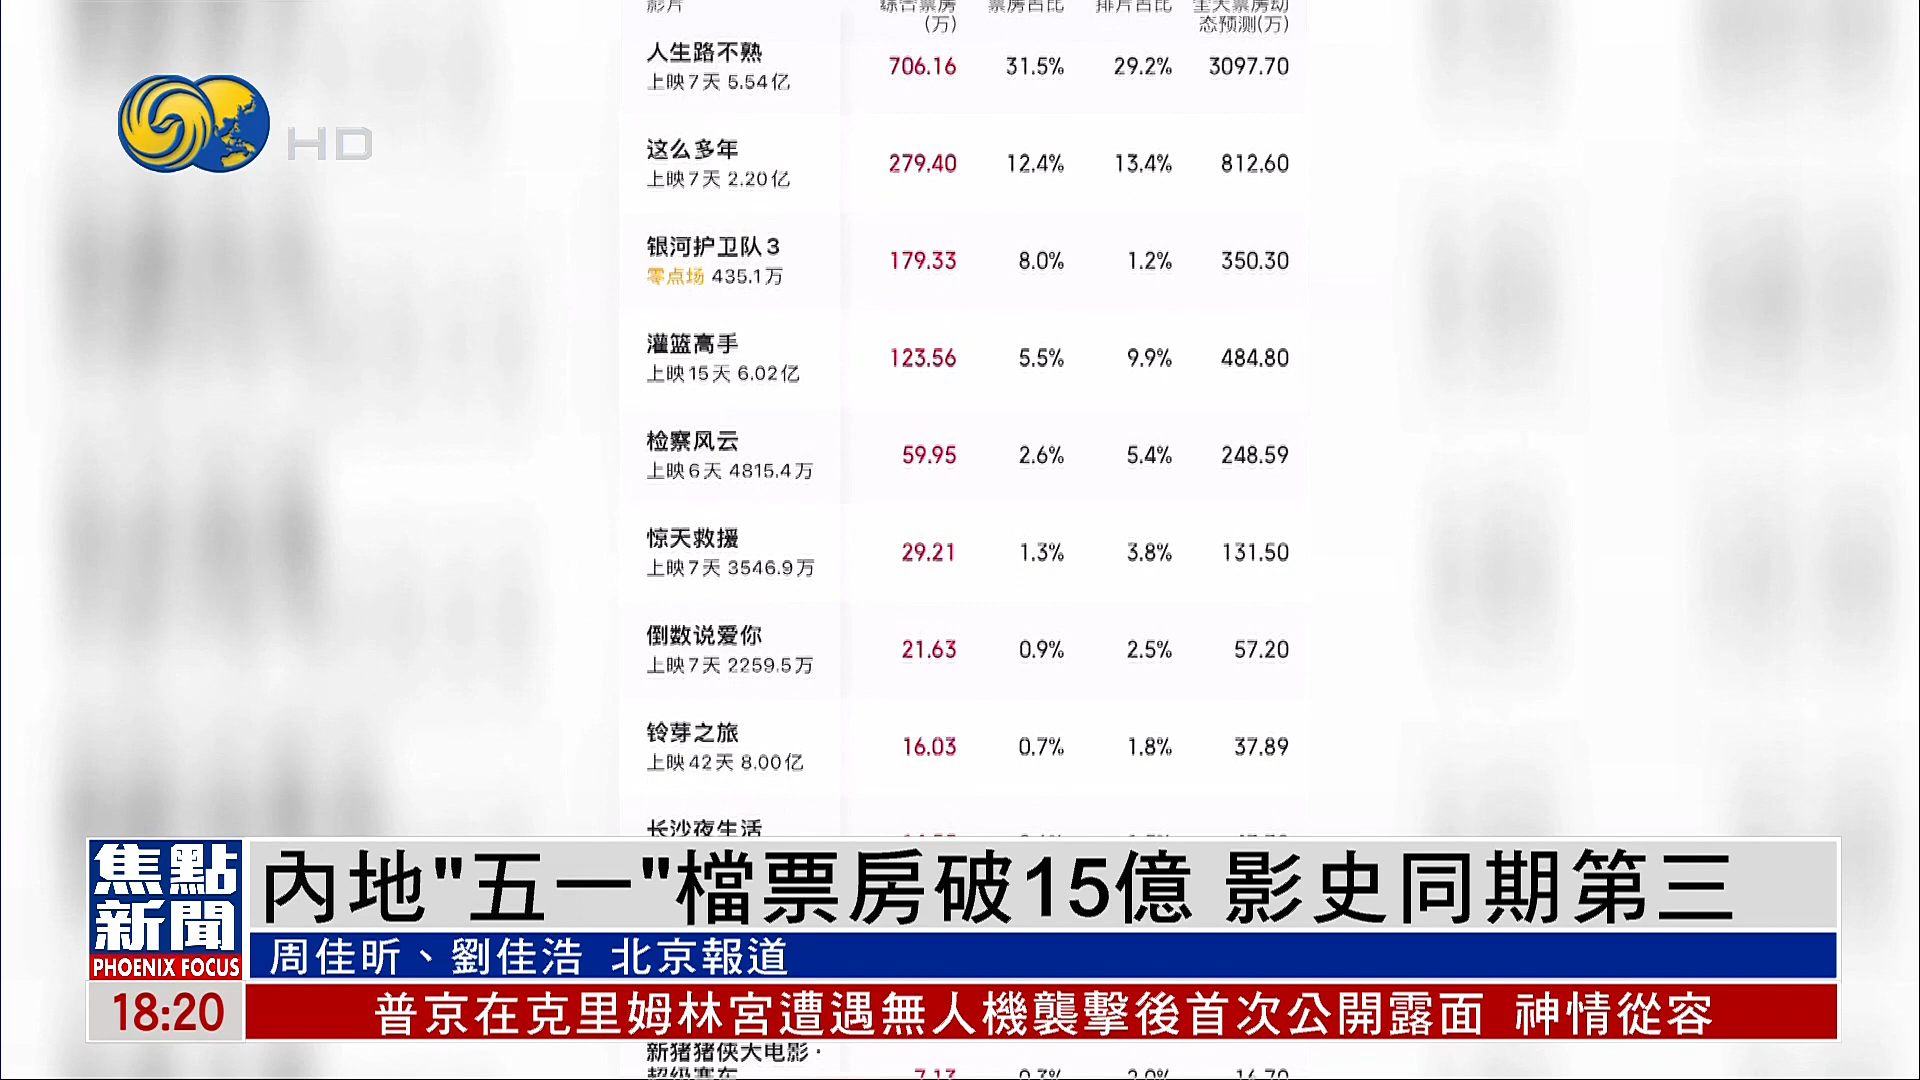 影片 综合票房 票房占比 排片占比 全天票房动
(万) 态预测(万)
HD
人生路不熟 706.16 31.5% 29.2% 3097.70
上映7天 5.54亿
这么多年 279.40 12.4% 13.4% 812.60
上映7天 2.20亿
银河护卫队3 179.33 8.0% 1.2% 350.30
零点场 435.1万
灌篮高手 123.56 5.5% 9.9% 484.80
上映15天 6.02亿
检察风云 59.95 2.6% 5.4% 248.59
上映6天 4815.4万
惊天救援 29.21 1.3% 3.8% 131.50
上映7天 3546.9万
倒数说爱你 21.63 0.9% 2.5% 57.20
上映7天 2259.5万
铃芽之旅 16.03 0.7% 1.8% 37.89
上映42天 8.00亿
长沙夜生活
焦點
新聞
PHOENIX FOCUS
內地"五一"檔票房破15億 影史同期第三
周佳昕、劉佳浩 北京報道
18:20
普京在克里姆林宮遭遇無人機襲擊後首次公開露面 神情從容
新猪猪侠大电影·
超级赛车 7.13 0.3% 2.0% 16.70